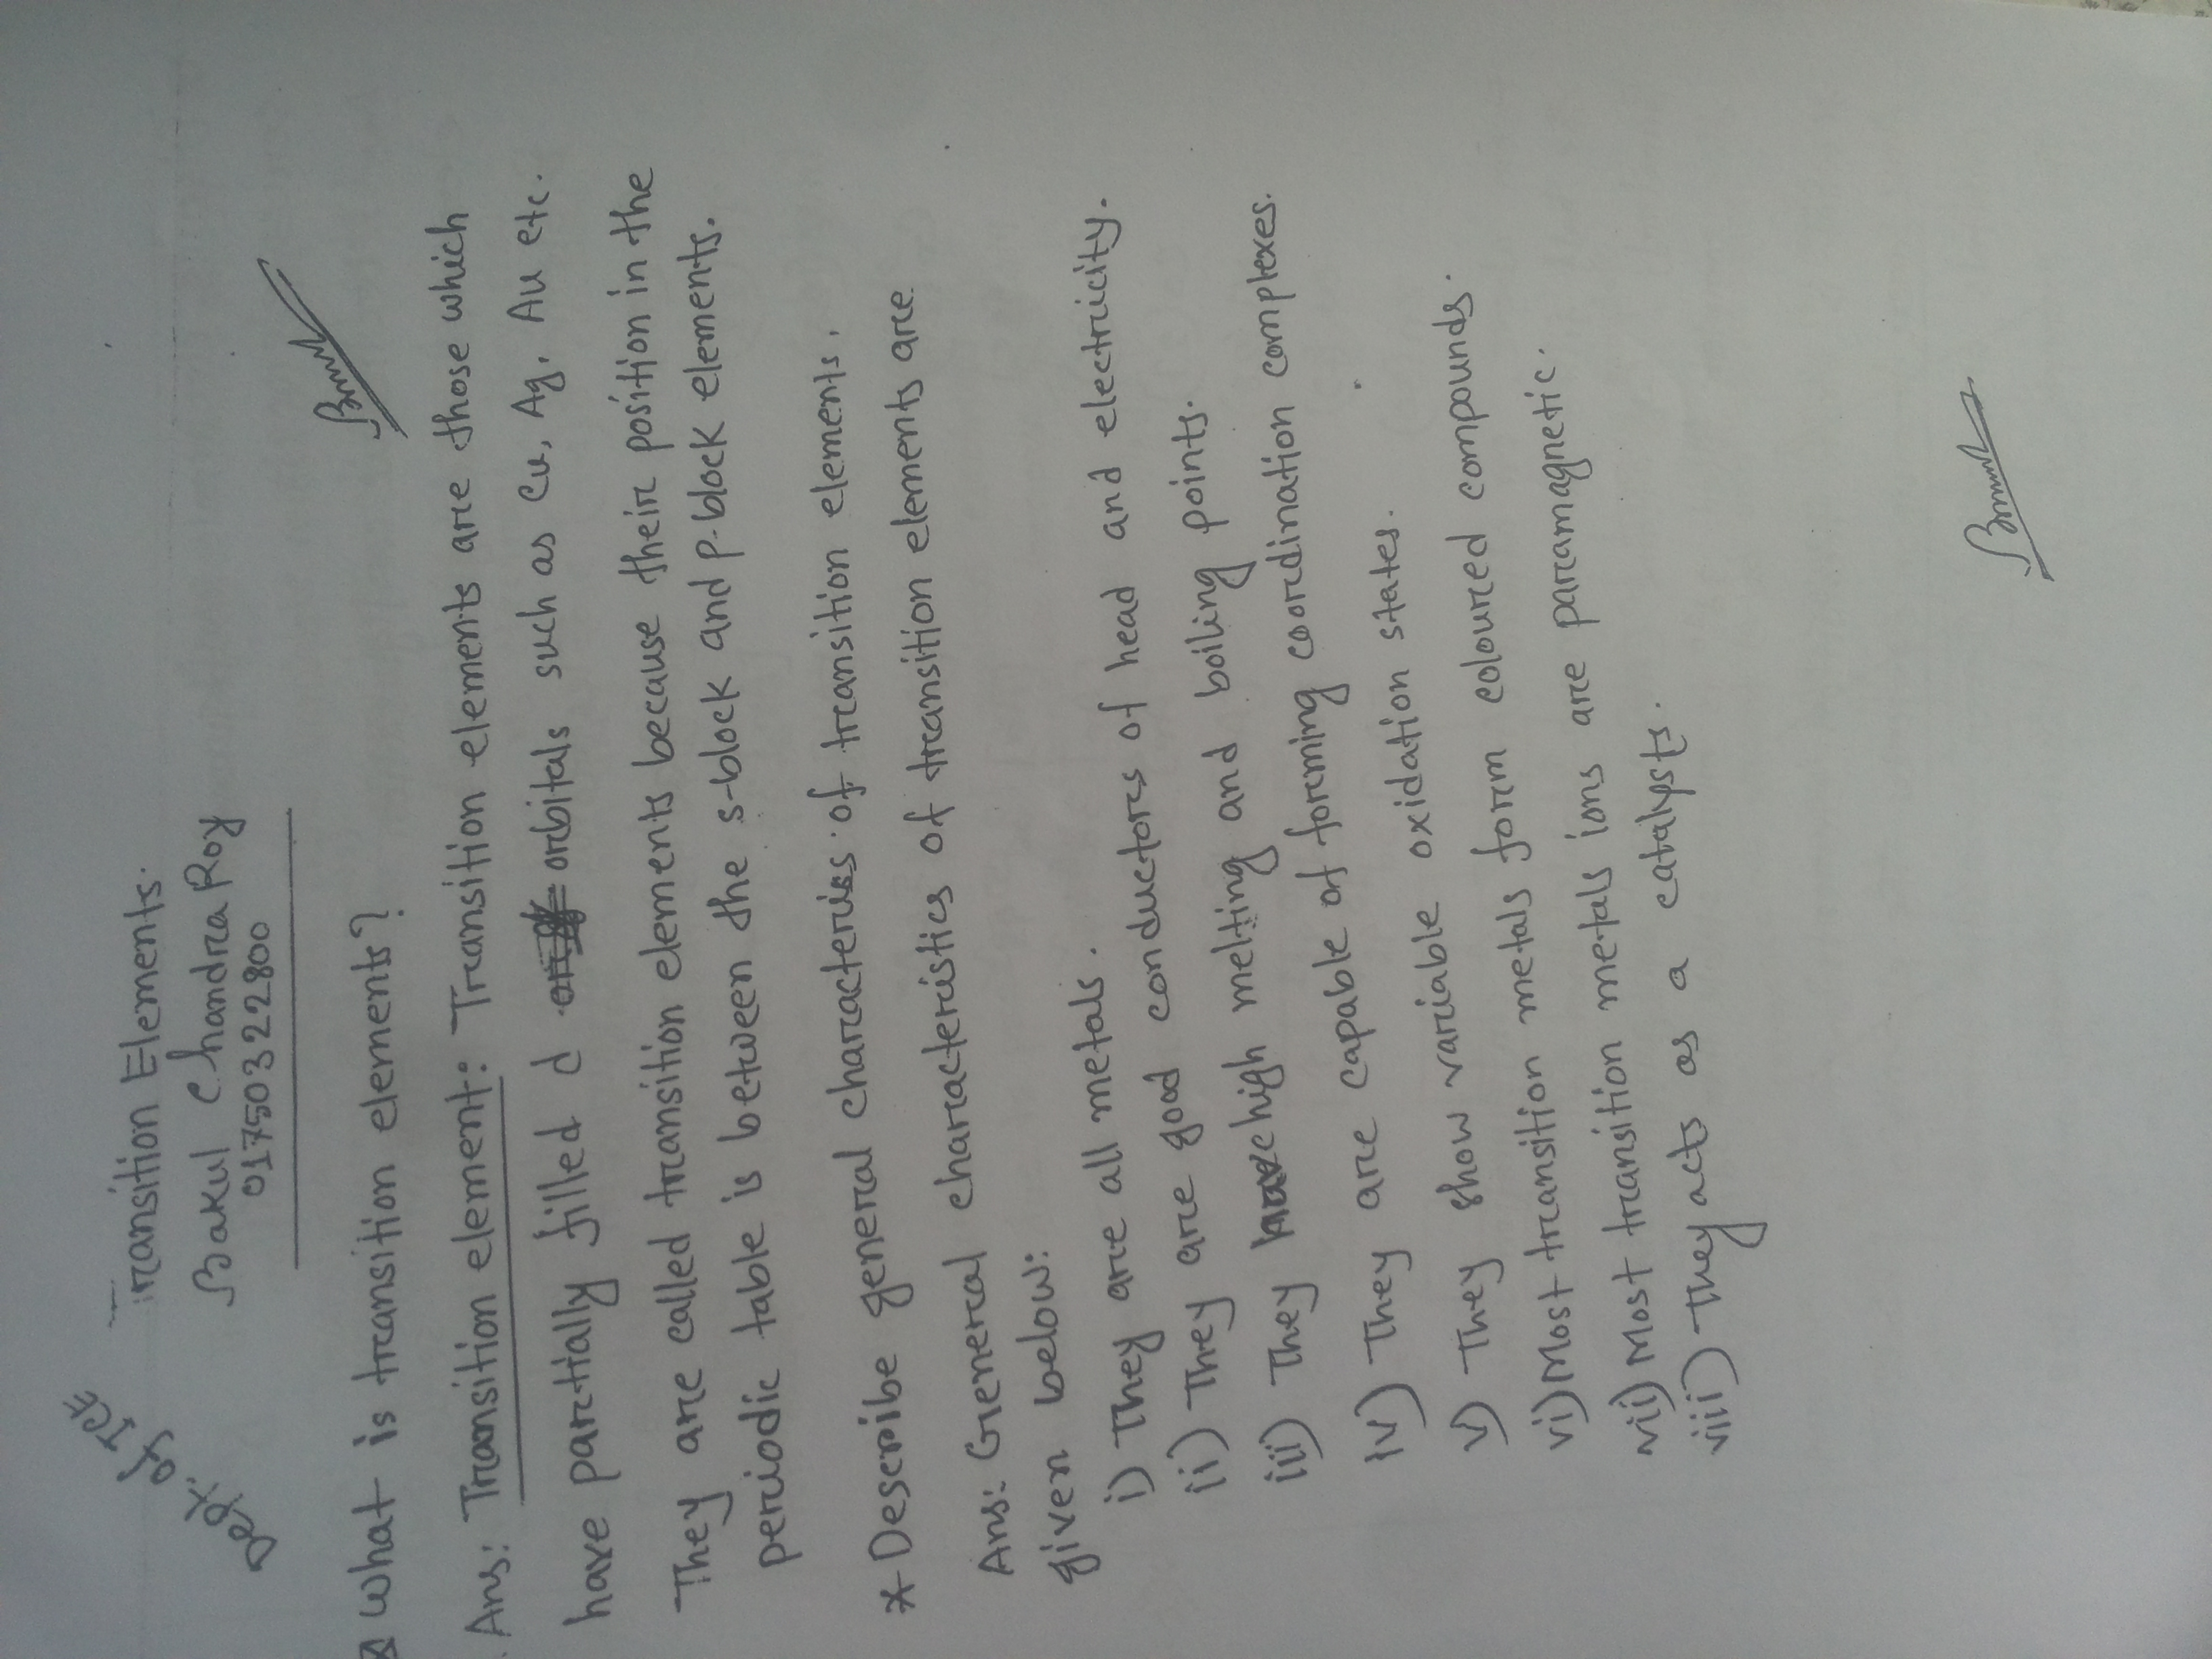 Transition Elements.
Bakul Chandra Roy
01750322800
Dept. of TCE
What is transition elements?
Ans: Transition element: Transition elements are those which
have partially filled d orbitals such as Cu, Ag, Au etc.
They are called transition elements because their position in the
periodic table is between the s-block and p-block elements.
* Describe general characteriss of transition elements.
Ans: General characteristics of transition elements are
given below:
i) They are all metals.
ii) They are good conductors of head and electricity.
iii) They have high melting and boiling points.
iv) They are capable of forming coordination complexes.
v) They show variable oxidation states.
vi) Most transition metals form coloured compounds.
vii) Most transition metals ions are paramagnetic.
viii) They acts as a catalysts.